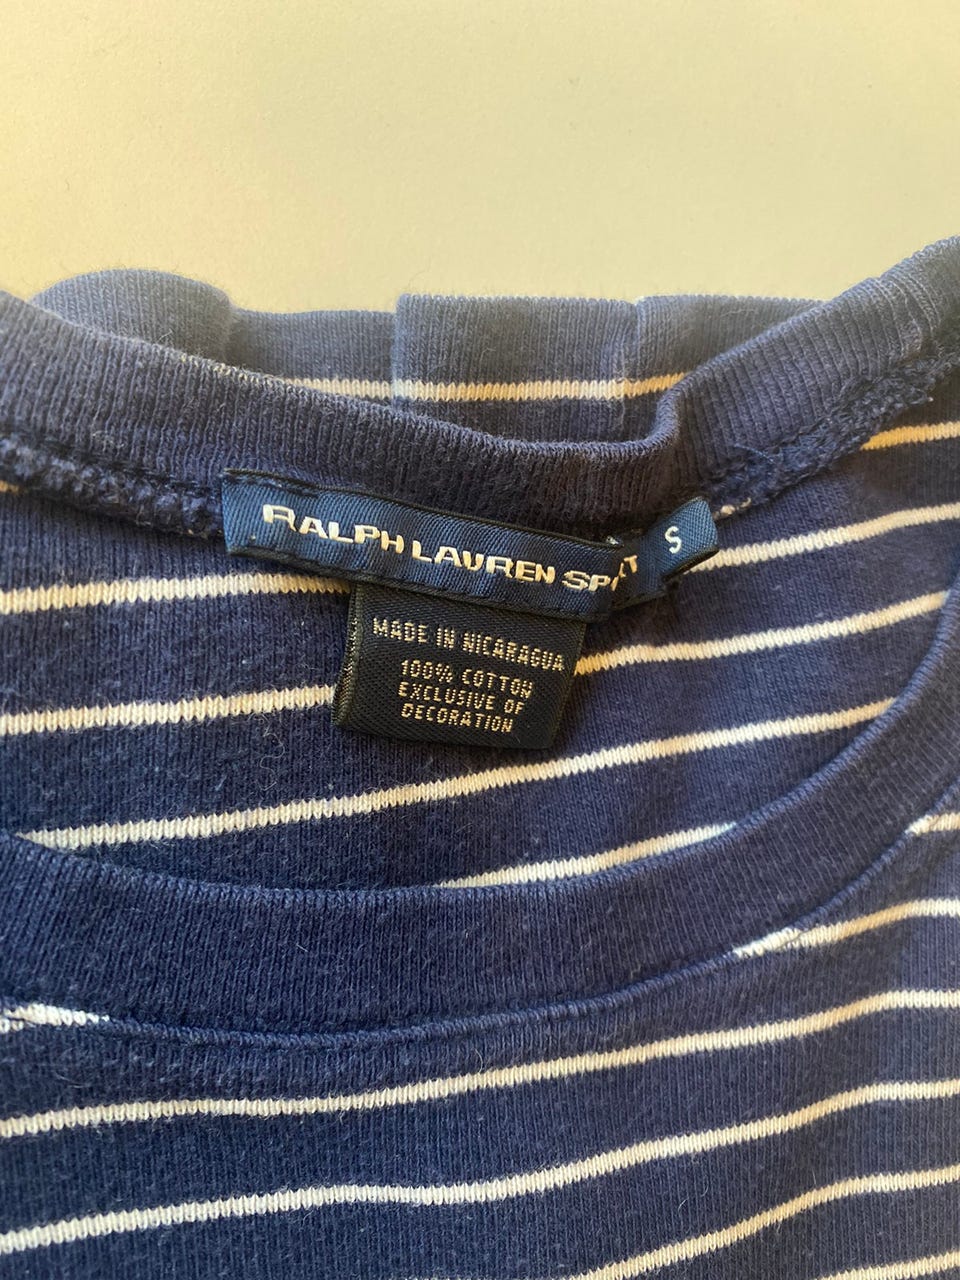 RALPH LAUREN
S
MADE IN NICARAGUA
100% COTTON
EXCLUSIVE OF
DECORATION